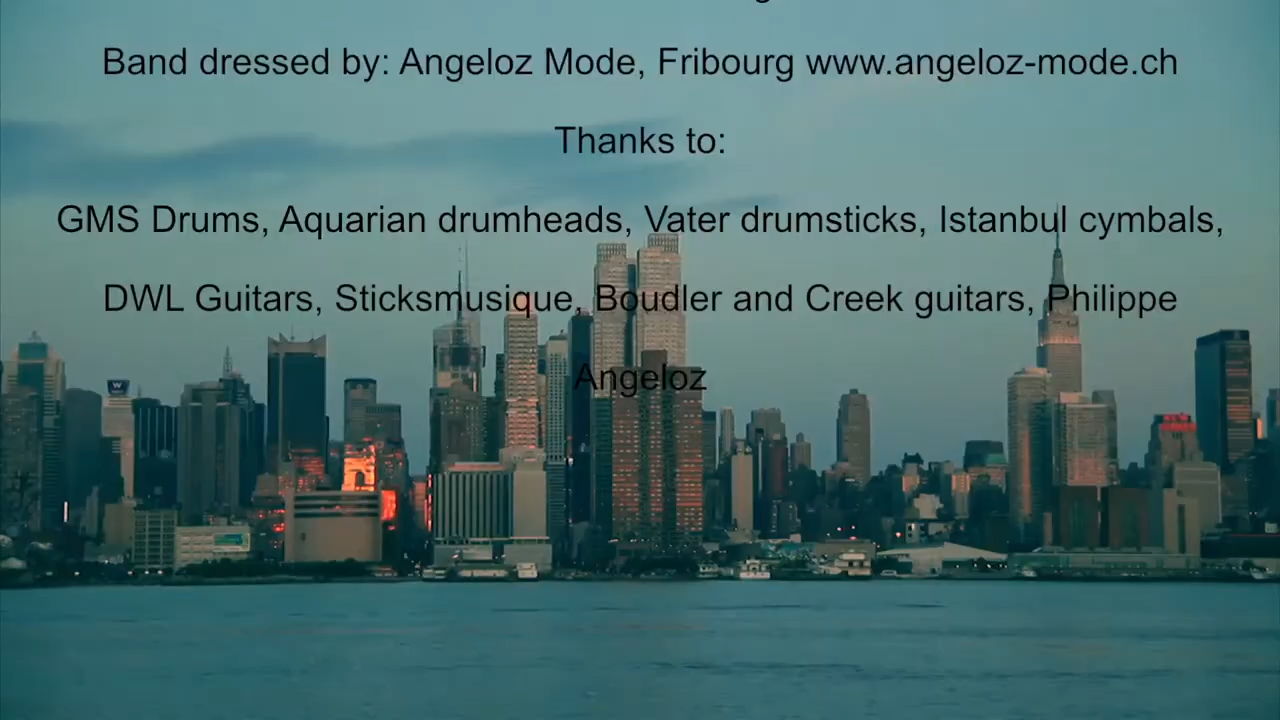 Band dressed by: Angeloz Mode, Fribourg www.angeloz-mode.ch
Thanks to:
GMS Drums, Aquarian drumheads, Vater drumsticks, Istanbul cymbals,
DWL Guitars, Sticksmusique, Boudler and Creek guitars, Philippe
Angeloz
W